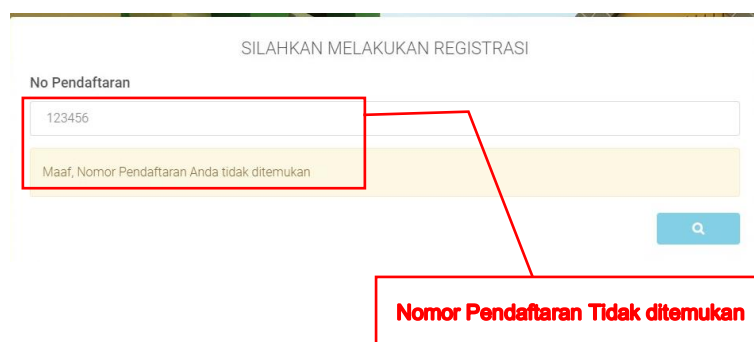 SILAHKAN MELAKUKAN REGISTRASI
No Pendaftaran
123456
Maaf, Nomor Pendaftaran Anda tidak ditemukan
Nomor Pendaftaran Tidak ditemukan